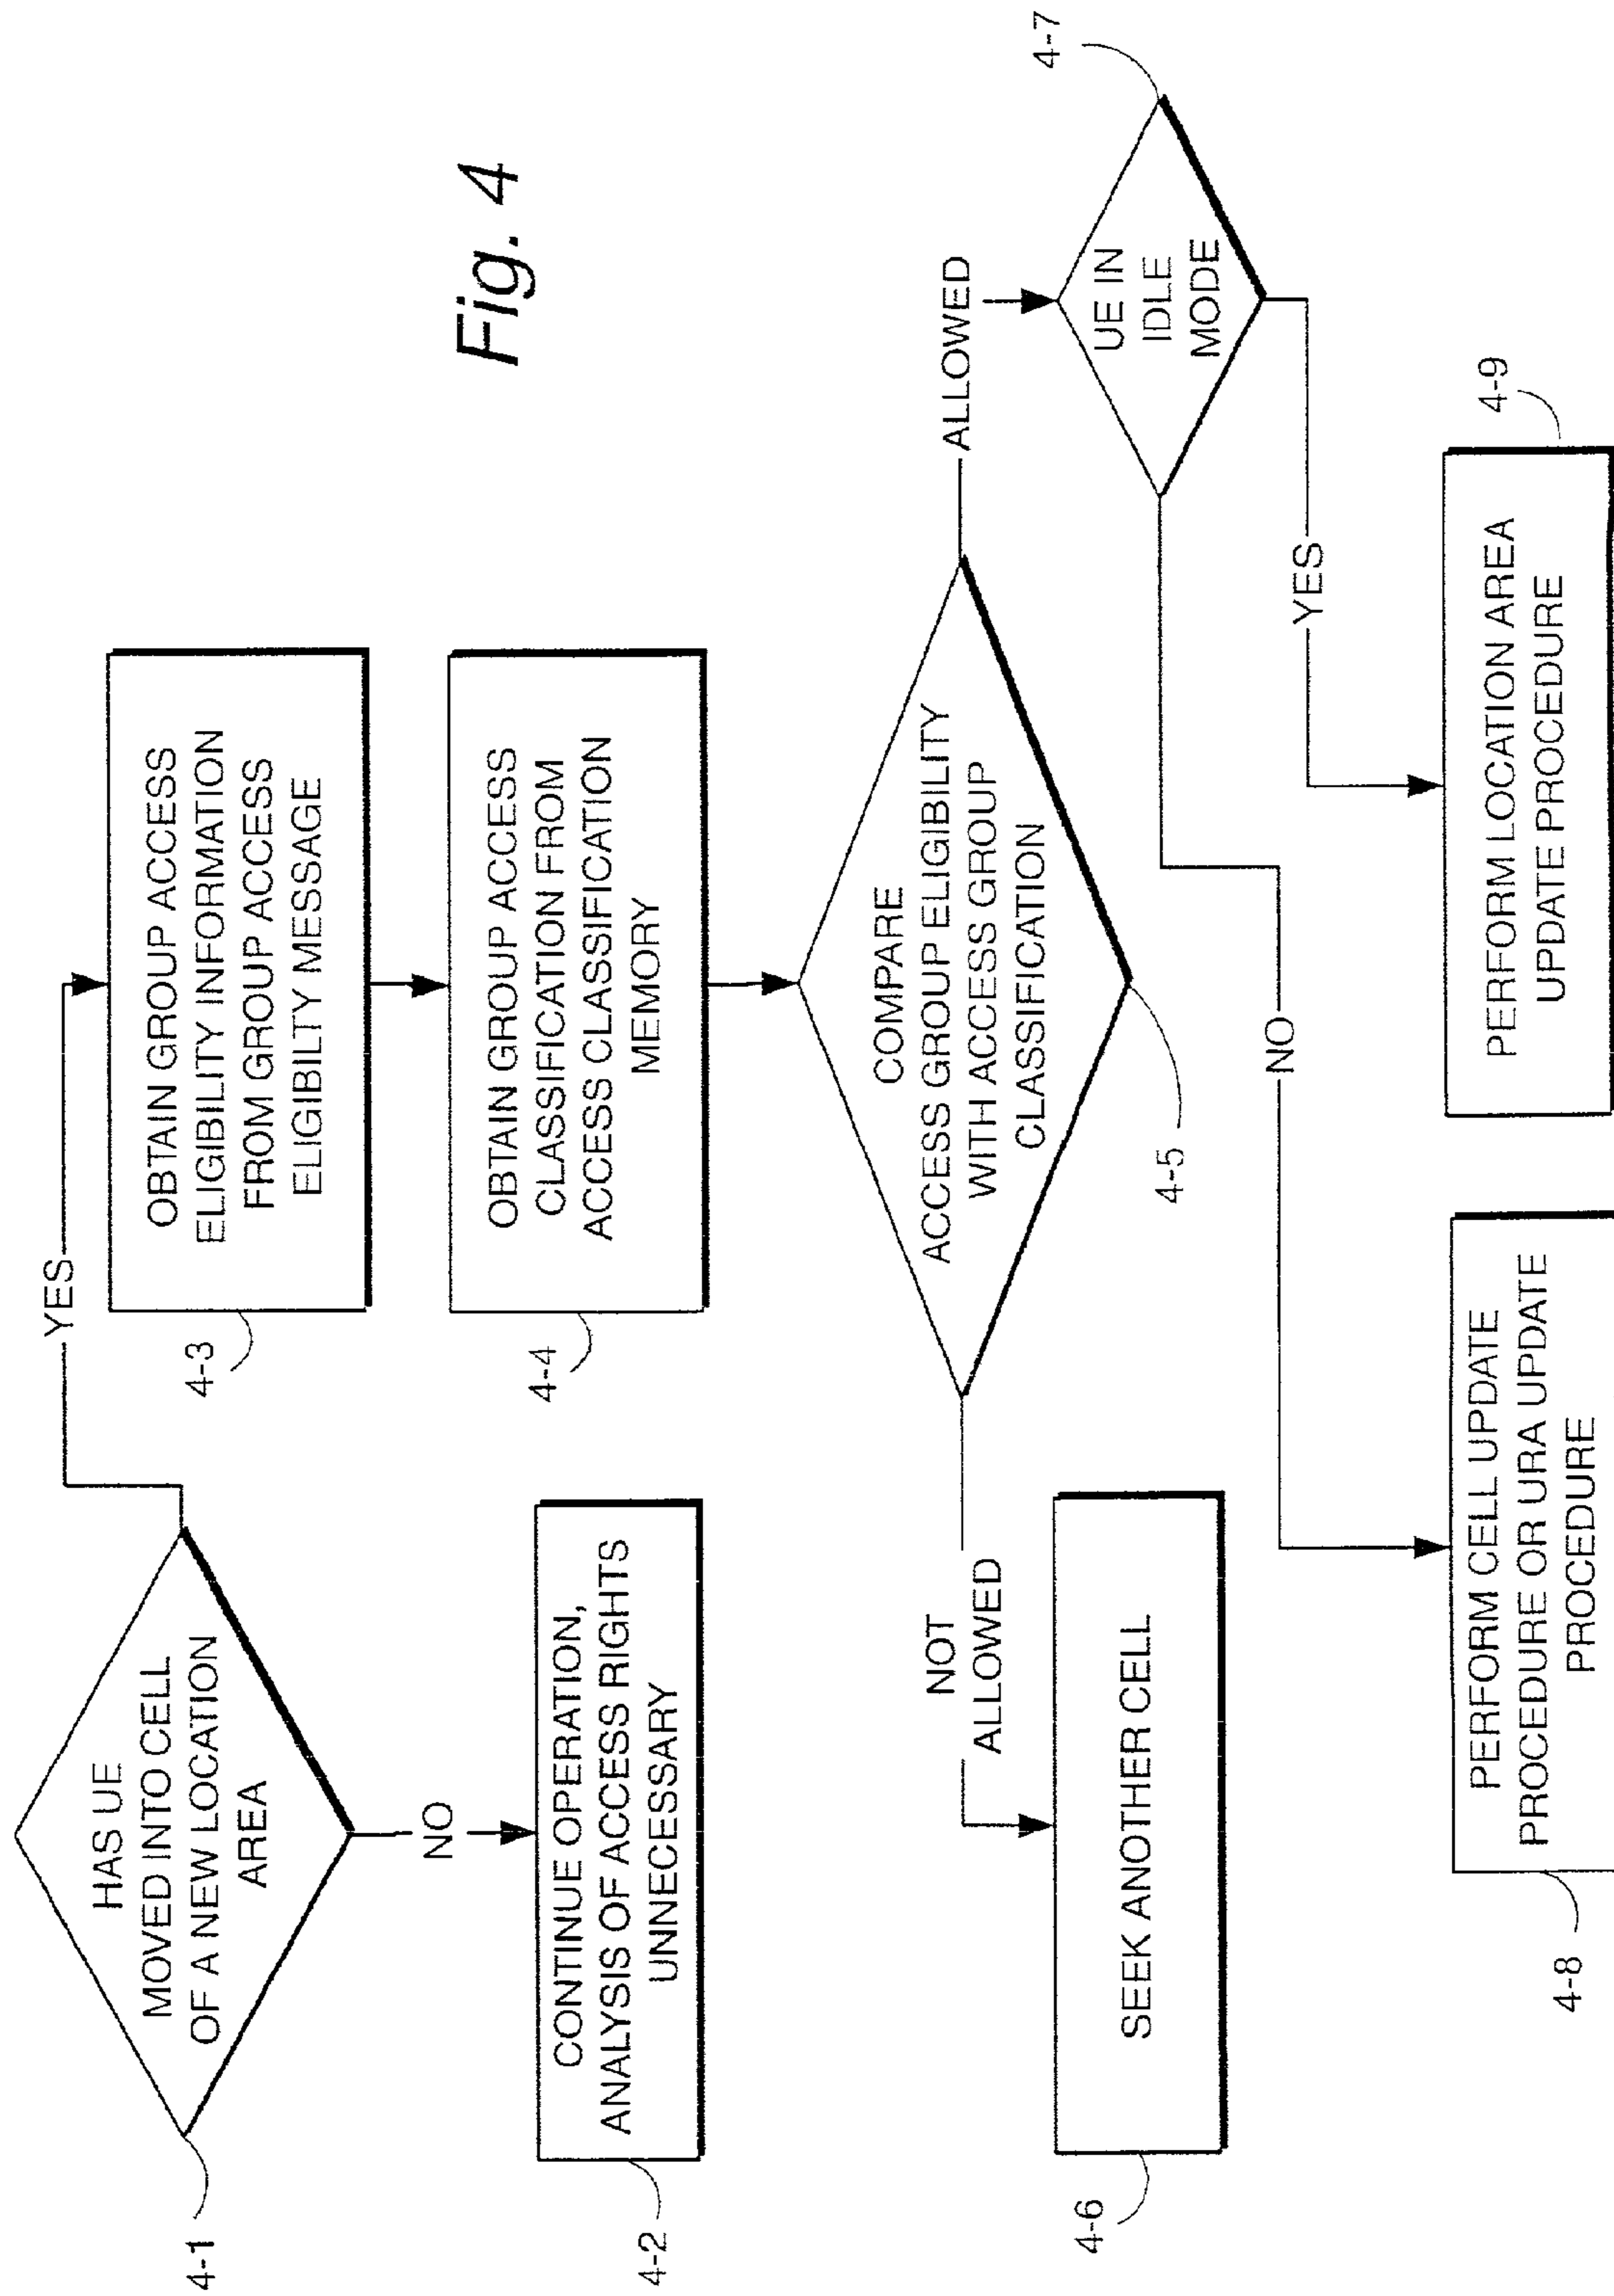 Fig. 4
HAS UE
MOVED INTO CELL
OF A NEW LOCATION
AREA
4-1
YES
NO
CONTINUE OPERATION,
ANALYSIS OF ACCESS RIGHTS
UNNECESSARY
4-2
OBTAIN GROUP ACCESS
ELIGIBILITY INFORMATION
FROM GROUP ACCESS
ELIGIBILTY MESSAGE
4-3
OBTAIN GROUP ACCESS
CLASSIFICATION FROM
ACCESS CLASSIFICATION
MEMORY
4-4
COMPARE
ACCESS GROUP ELIGIBILITY
WITH ACCESS GROUP
CLASSIFICATION
4-5
NOT
ALLOWED
ALLOWED
SEEK ANOTHER CELL
4-6
UE IN
IDLE
MODE
4-7
NO
YES
PERFORM CELL UPDATE
PROCEDURE OR URA UPDATE
PROCEDURE
4-8
PERFORM LOCATION AREA
UPDATE PROCEDURE
4-9